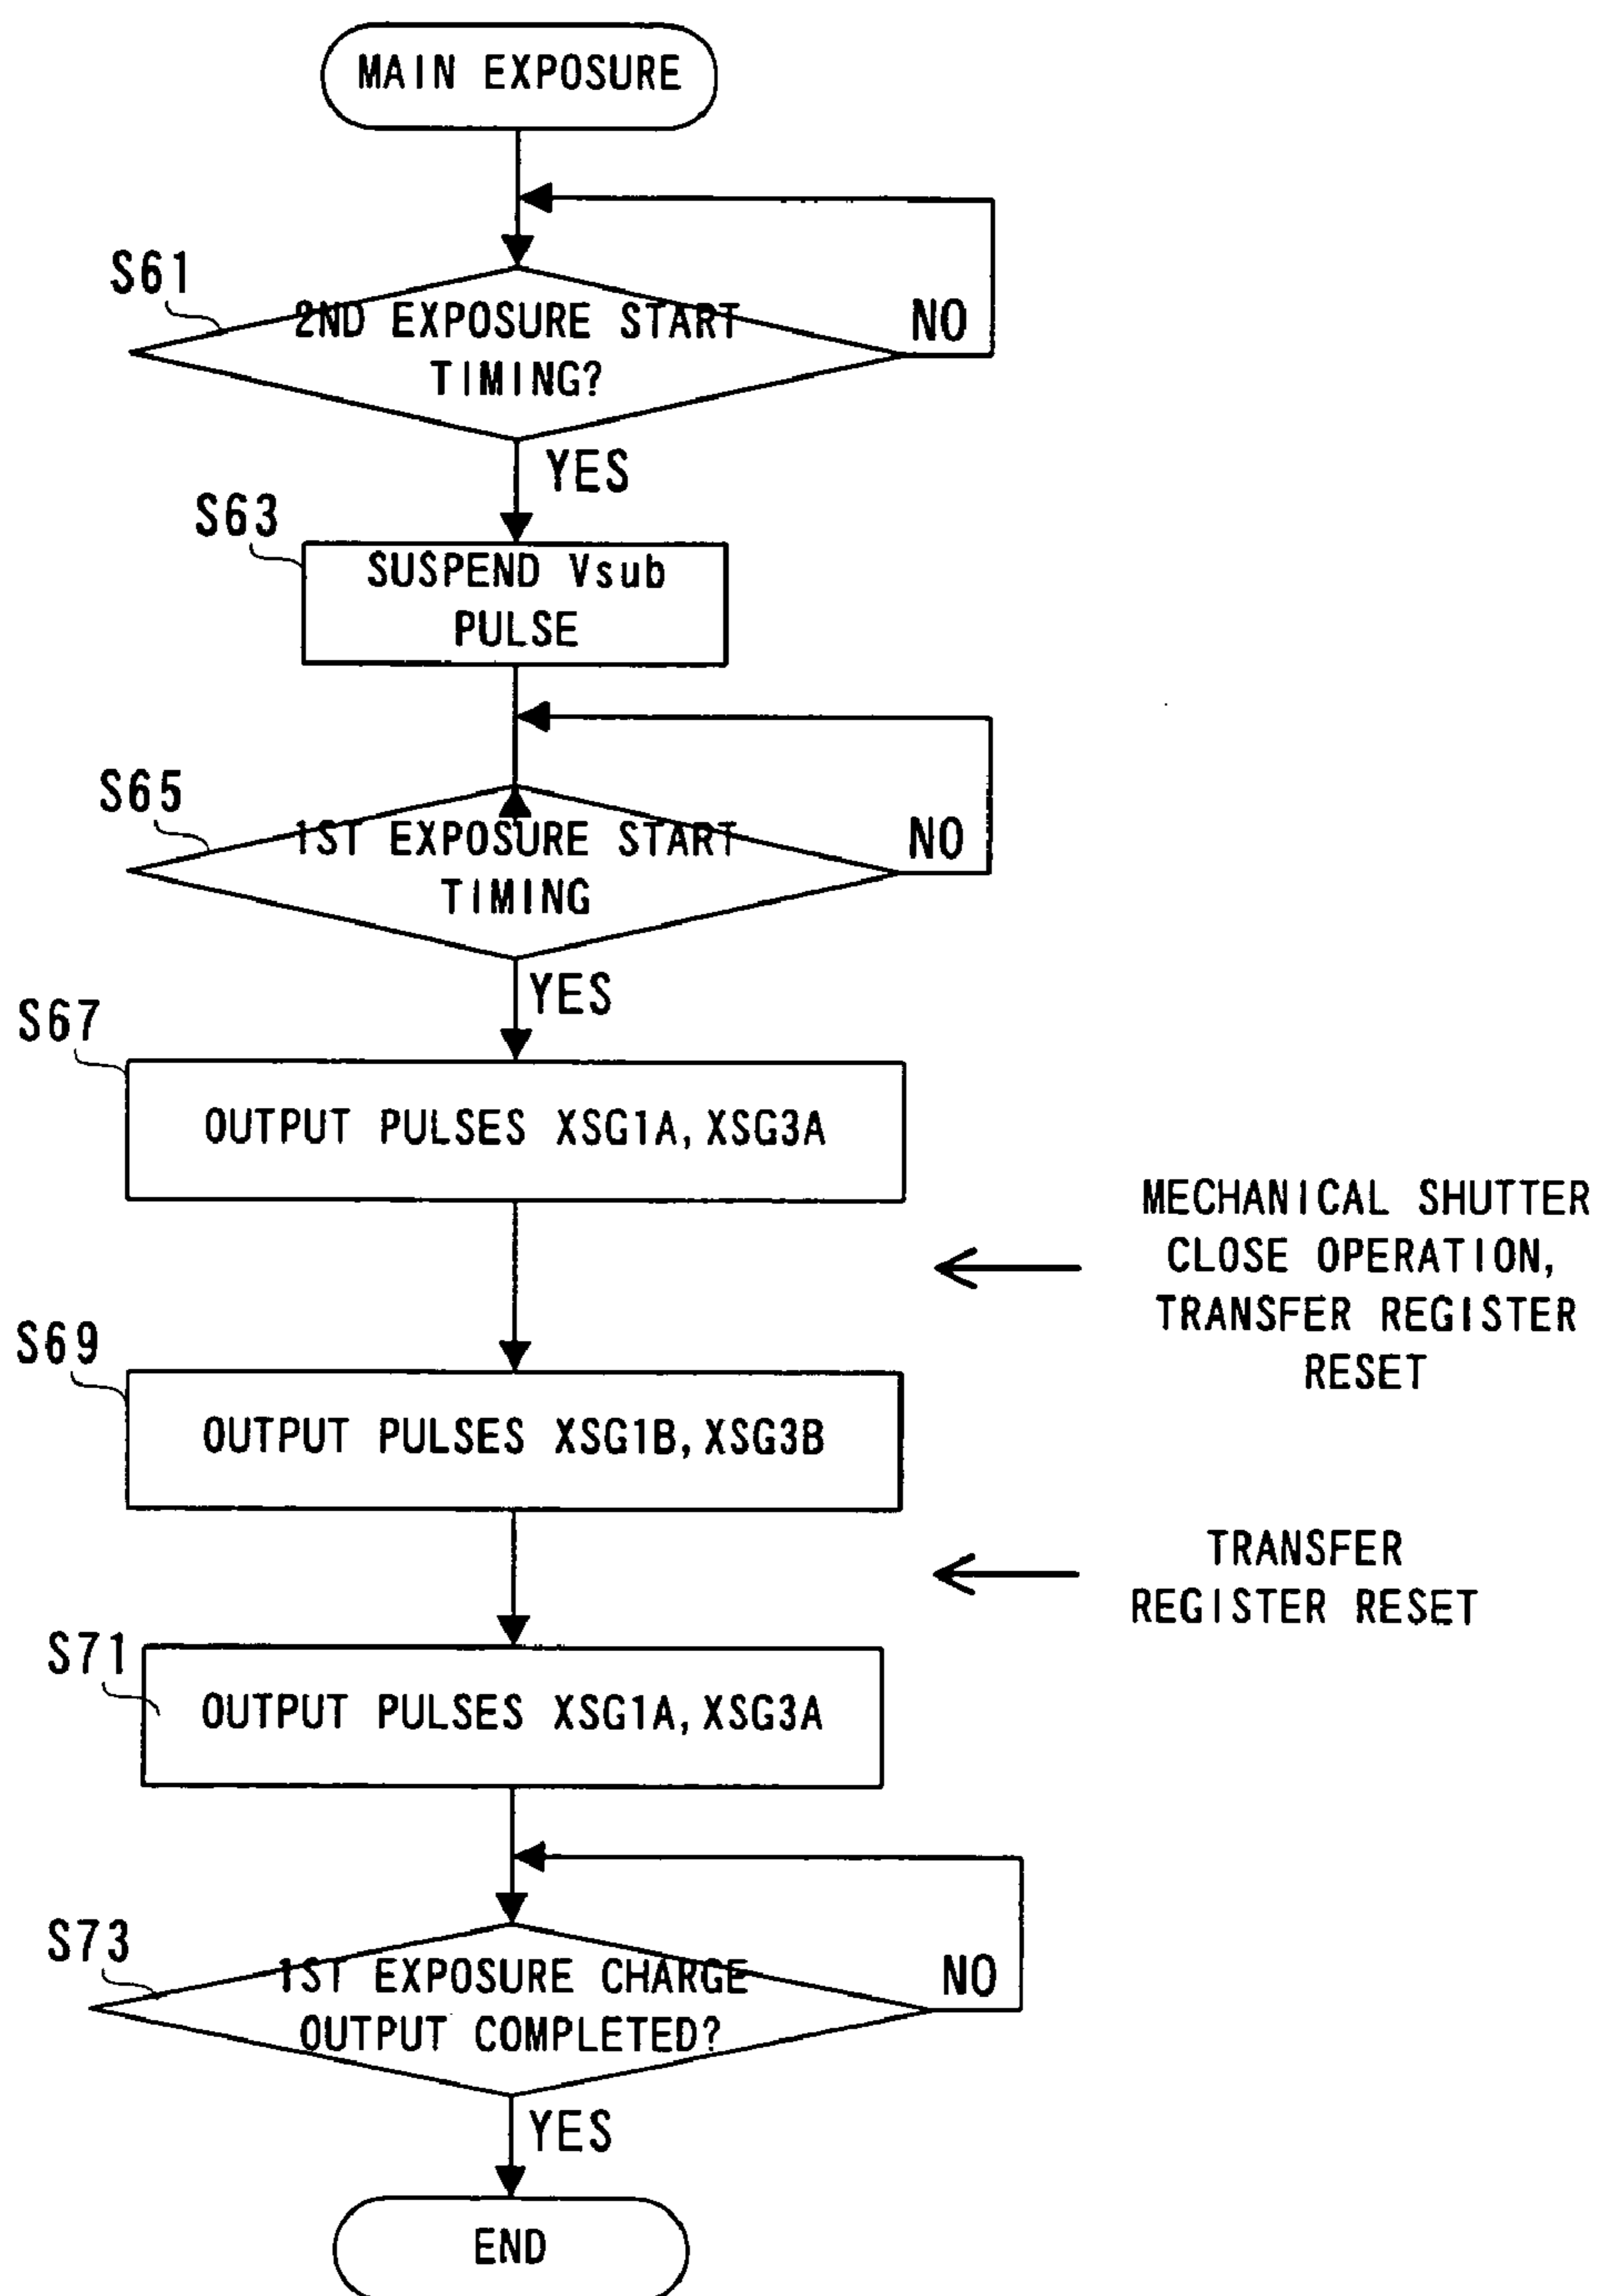 MAIN EXPOSURE
S61
2ND EXPOSURE START
TIMING?
NO
YES
S63
SUSPEND Vsub
PULSE
S65
1ST EXPOSURE START
TIMING
NO
YES
S67
OUTPUT PULSES XSG1A, XSG3A
MECHANICAL SHUTTER
CLOSE OPERATION,
TRANSFER REGISTER
RESET
S69
OUTPUT PULSES XSG1B, XSG3B
TRANSFER
REGISTER RESET
S71
OUTPUT PULSES XSG1A, XSG3A
S73
1ST EXPOSURE CHARGE
OUTPUT COMPLETED?
NO
YES
END